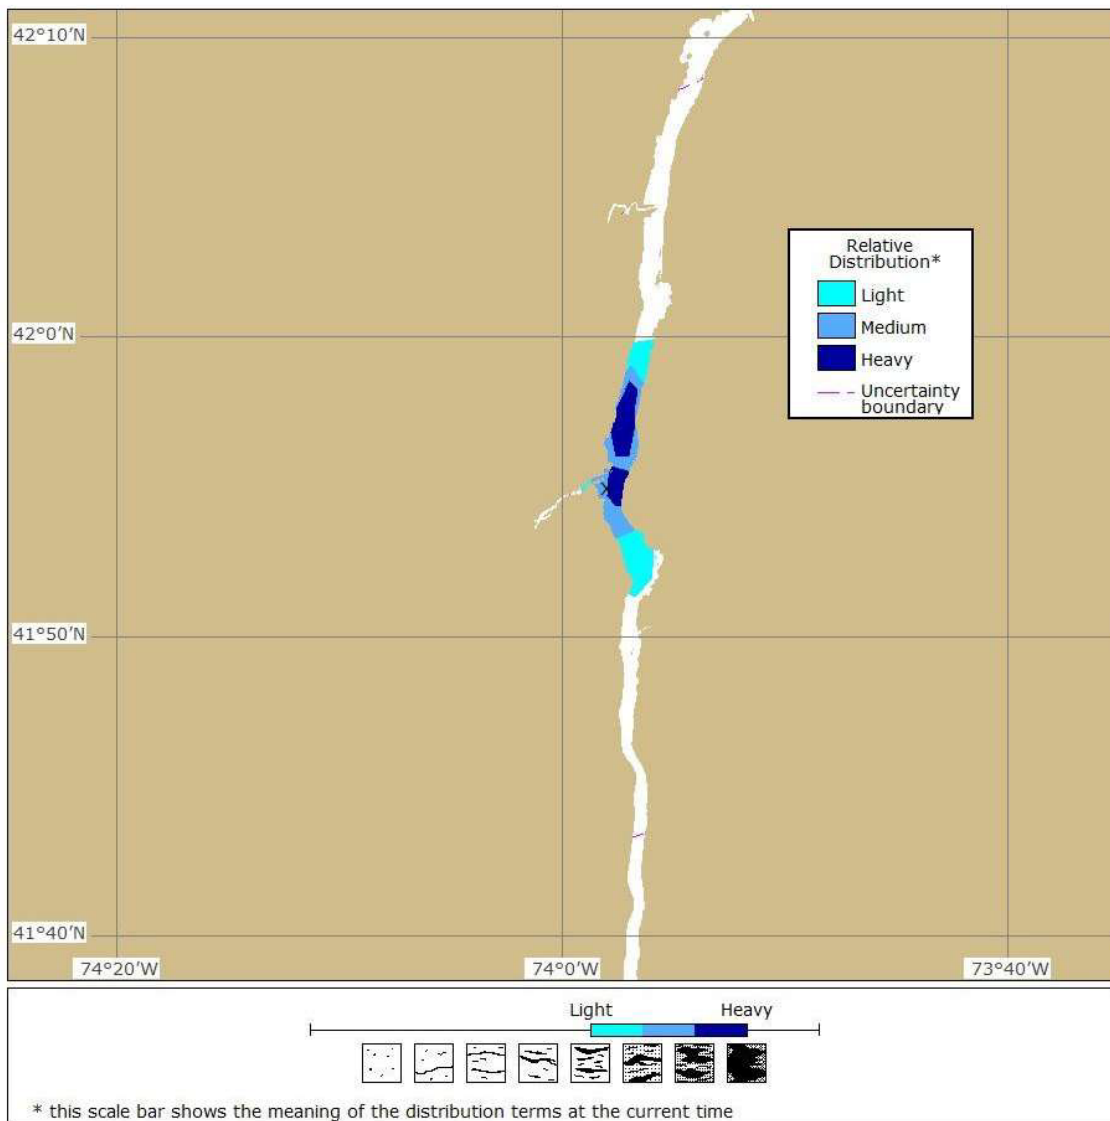 42°10′N
42°0′N
41°50′N
41°40′N
74°20′W
74°0′W
73°40′W
Relative
Distribution*
Light
Medium
Heavy
Uncertainty
boundary
Light
Heavy
* this scale bar shows the meaning of the distribution terms at the current time